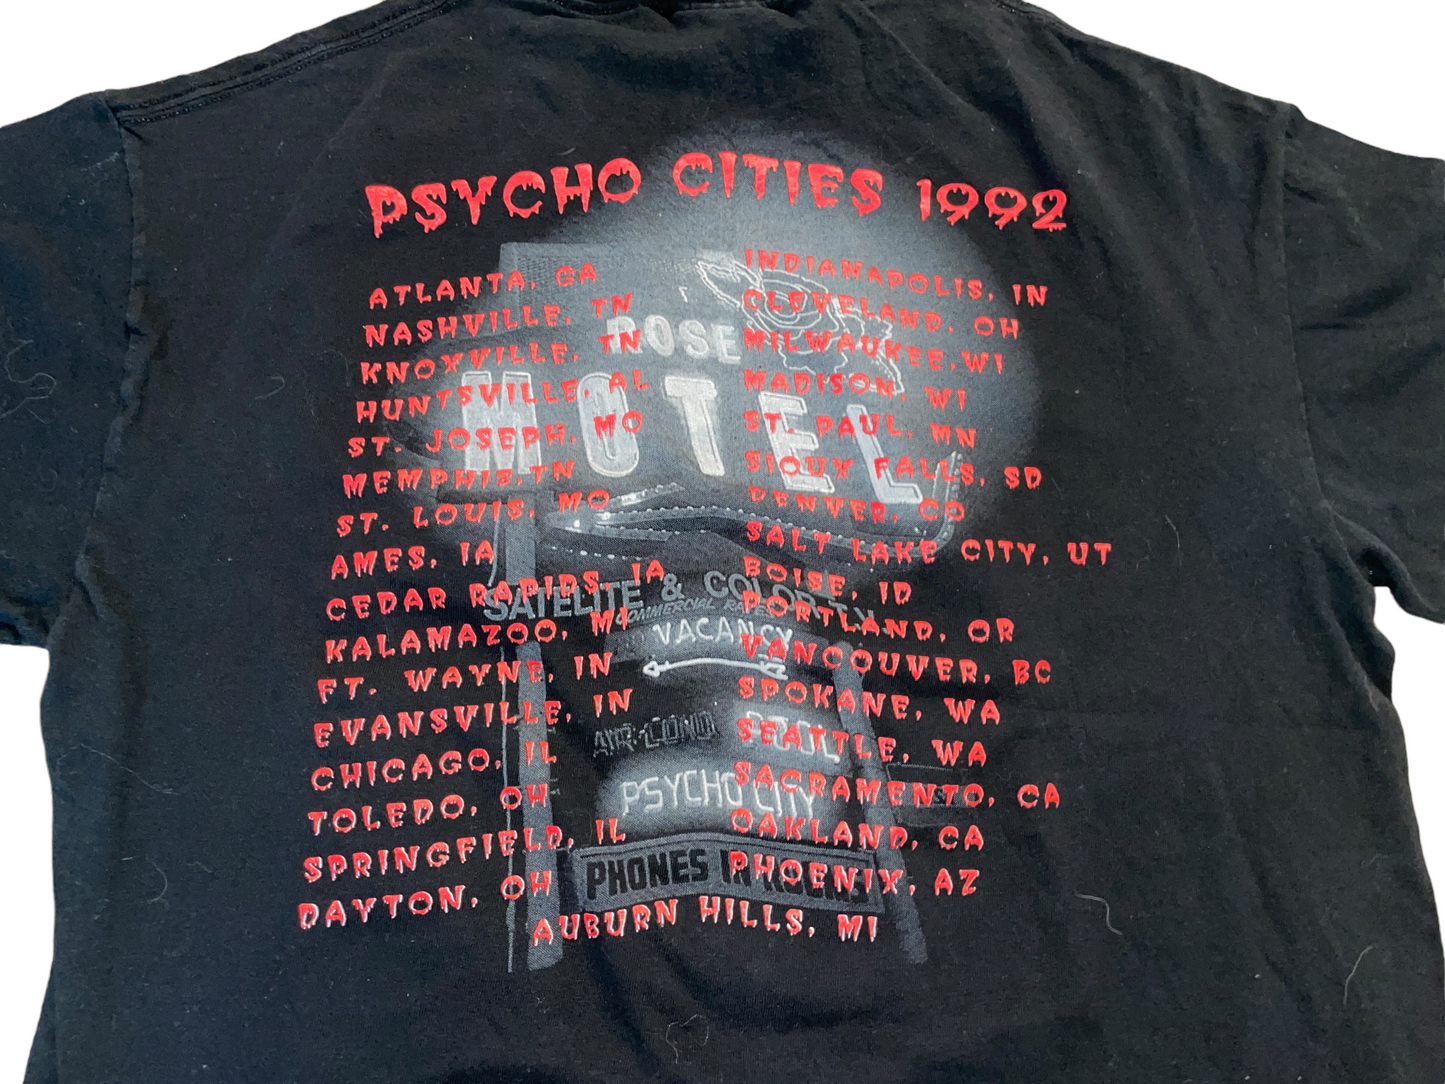 PSYCHO CITIES 1992
ATLANTA, GA
NASHVILLE, TN
KNOXVILLE, TN
HUNTSVILLE, AL
ST. JOSEPH, MO
MEMPHIS, TN
ST. LOUIS, MO
AMES, IA
CEDAR RAPIDS, IA
KALAMAZOO, MI
FT. WAYNE, IN
EVANSVILLE, IN
CHICAGO, IL
TOLEDO, OH
SPRINGFIELD, IL
DAYTON, OH
INDIANAPOLIS, IN
CLEVELAND, OH
MILWAUKEE, WI
MADISON, WI
ST. PAUL, MN
SIOUX FALLS, SD
DENVER, CO
SALT LAKE CITY, UT
BOISE, ID
PORTLAND, OR
VANCOUVER, BC
SPOKANE, WA
SEATTLE, WA
SACRAMENTO, CA
OAKLAND, CA
PHOENIX, AZ
AUBURN HILLS, MI
ROSE
MOTEL
SATELITE & COLOR T.V.
COMMERCIAL
VACANCY
AIR-COND POOL
PSYCHO CITY
PHONES IN ROOMS